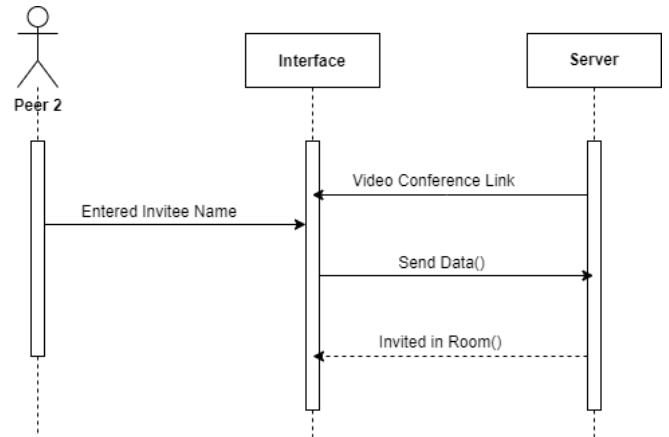 Interface
Server
Peer 2
Video Conference Link
Entered Invitee Name
Send Data()
Invited in Room()